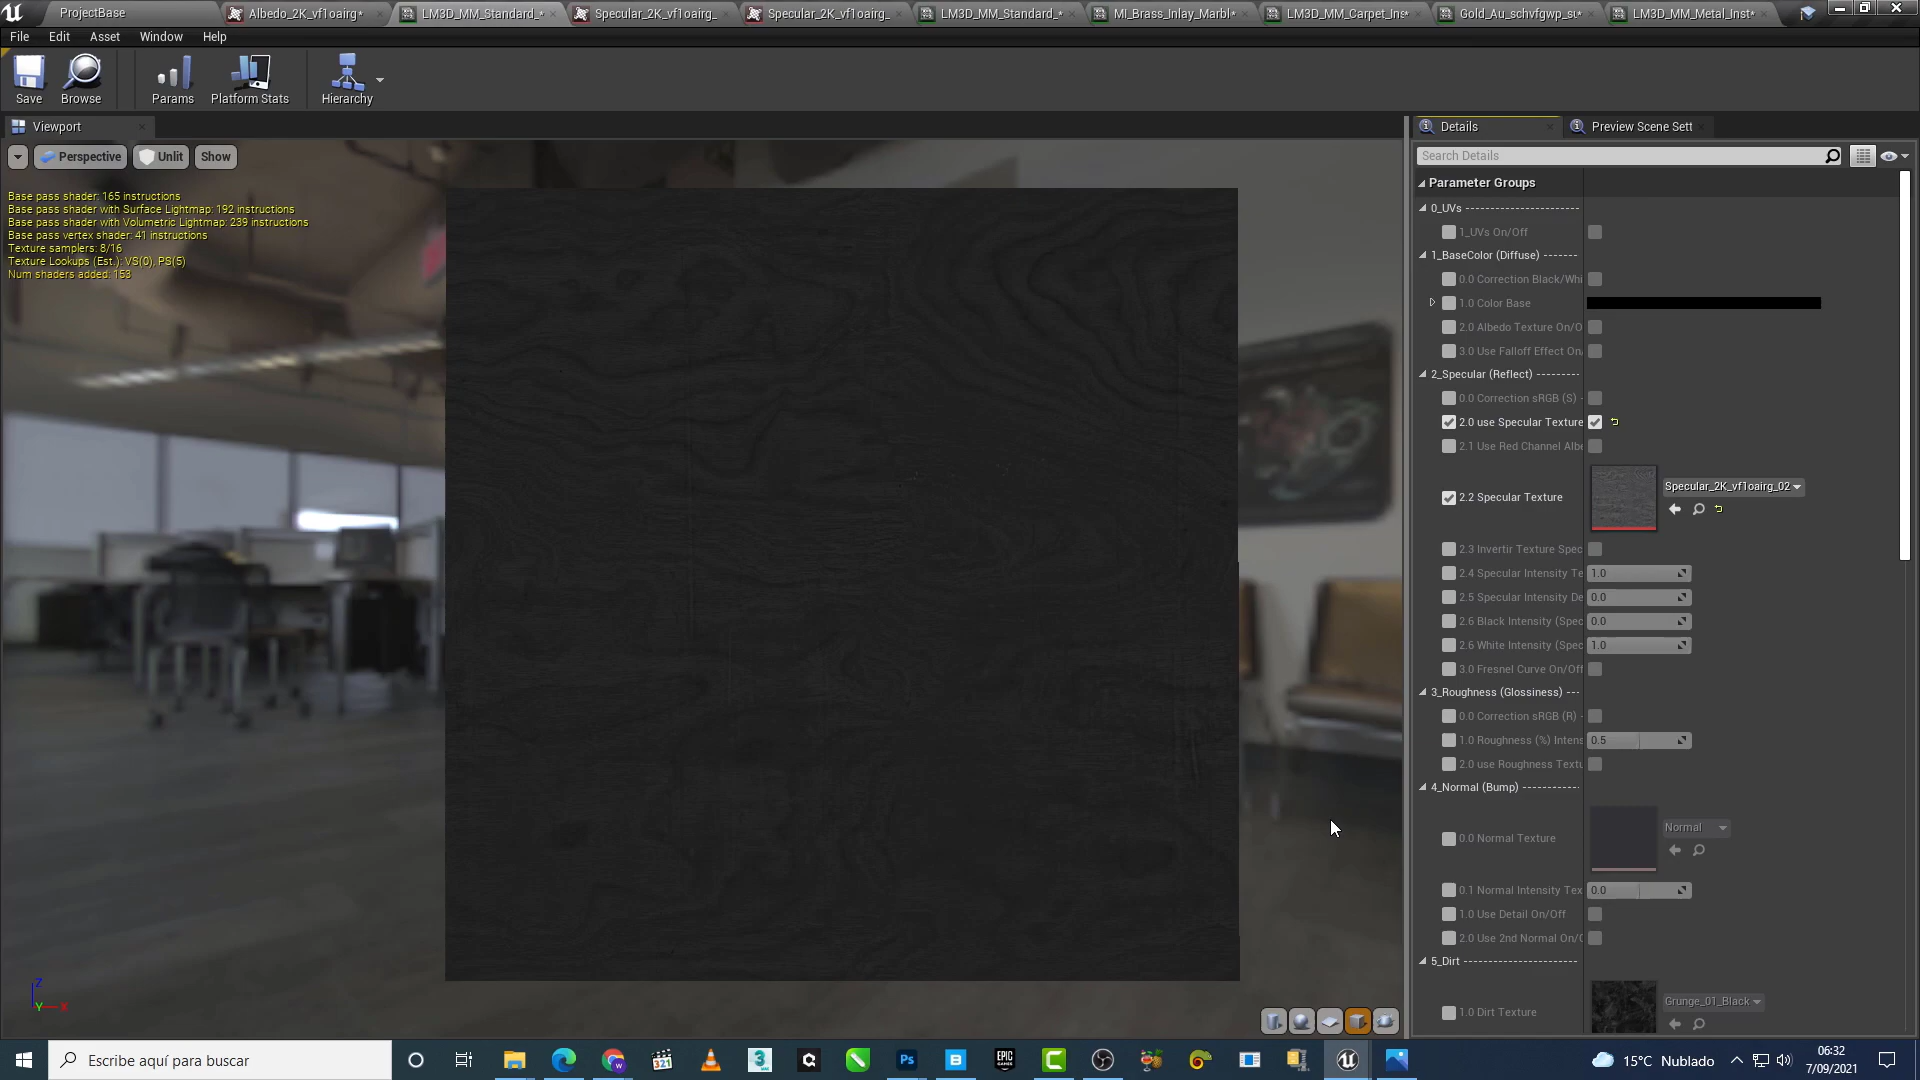 ProjectBase
Albedo_2K_vf1oairg*
LM3D_MM_Standard_*
Specular_2K_vf1oairg_
Specular_2K_vf1oairg_
LM3D_MM_Standard_*
MI_Brass_Inlay_Marbl*
LM3D_MM_Carpet_Ins*
Gold_Au_schvfgwp_su*
LM3D_MM_Metal_Inst*
File Edit Asset Window Help
Save Browse Params Platform Stats Hierarchy
Viewport
Details
Preview Scene Sett
Perspective Unlit Show
Search Details
Base pass shader: 165 instructions
Base pass shader with Surface Lightmap: 192 instructions
Base pass shader with Volumetric Lightmap: 239 instructions
Base pass vertex shader: 41 instructions
Texture samplers: 8/16
Texture Lookups (Est.): VS(0), PS(5)
Num shaders added: 153
Parameter Groups
0_UVs
1_UVs On/Off
1_BaseColor (Diffuse)
0.0 Correction Black/Whi
1.0 Color Base
2.0 Albedo Texture On/O
3.0 Use Falloff Effect On/
2_Specular (Reflect)
0.0 Correction sRGB (S) -
2.0 use Specular Texture
2.1 Use Red Channel Albe
2.2 Specular Texture
Specular_2K_vf1oairg_02
2.3 Invertir Texture Spec
2.4 Specular Intensity Te 1.0
2.5 Specular Intensity De 0.0
2.6 Black Intensity (Spec 0.0
2.6 White Intensity (Spec 1.0
3.0 Fresnel Curve On/Off
3_Roughness (Glossiness)
0.0 Correction sRGB (R) -
1.0 Roughness (%) Intens 0.5
2.0 use Roughness Textu
4_Normal (Bump)
0.0 Normal Texture
Normal
0.1 Normal Intensity Tex 0.0
1.0 Use Detail On/Off
2.0 Use 2nd Normal On/O
5_Dirt
1.0 Dirt Texture
Grunge_01_Black
Z
Y X
Escribe aquí para buscar
321
3
Ps
B
EPIC GAMES
15°C Nublado
06:32
7/09/2021